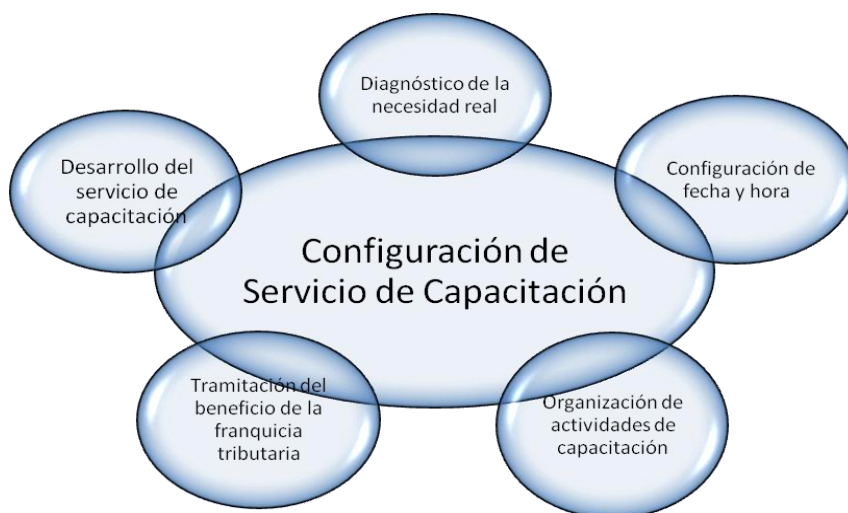 Diagnóstico de la
necesidad real
Configuración de
fecha y hora
Organización de
actividades de
capacitación
Tramitación del
beneficio de la
franquicia
tributaria
Desarrollo del
servicio de
capacitación
Configuración de
Servicio de Capacitación